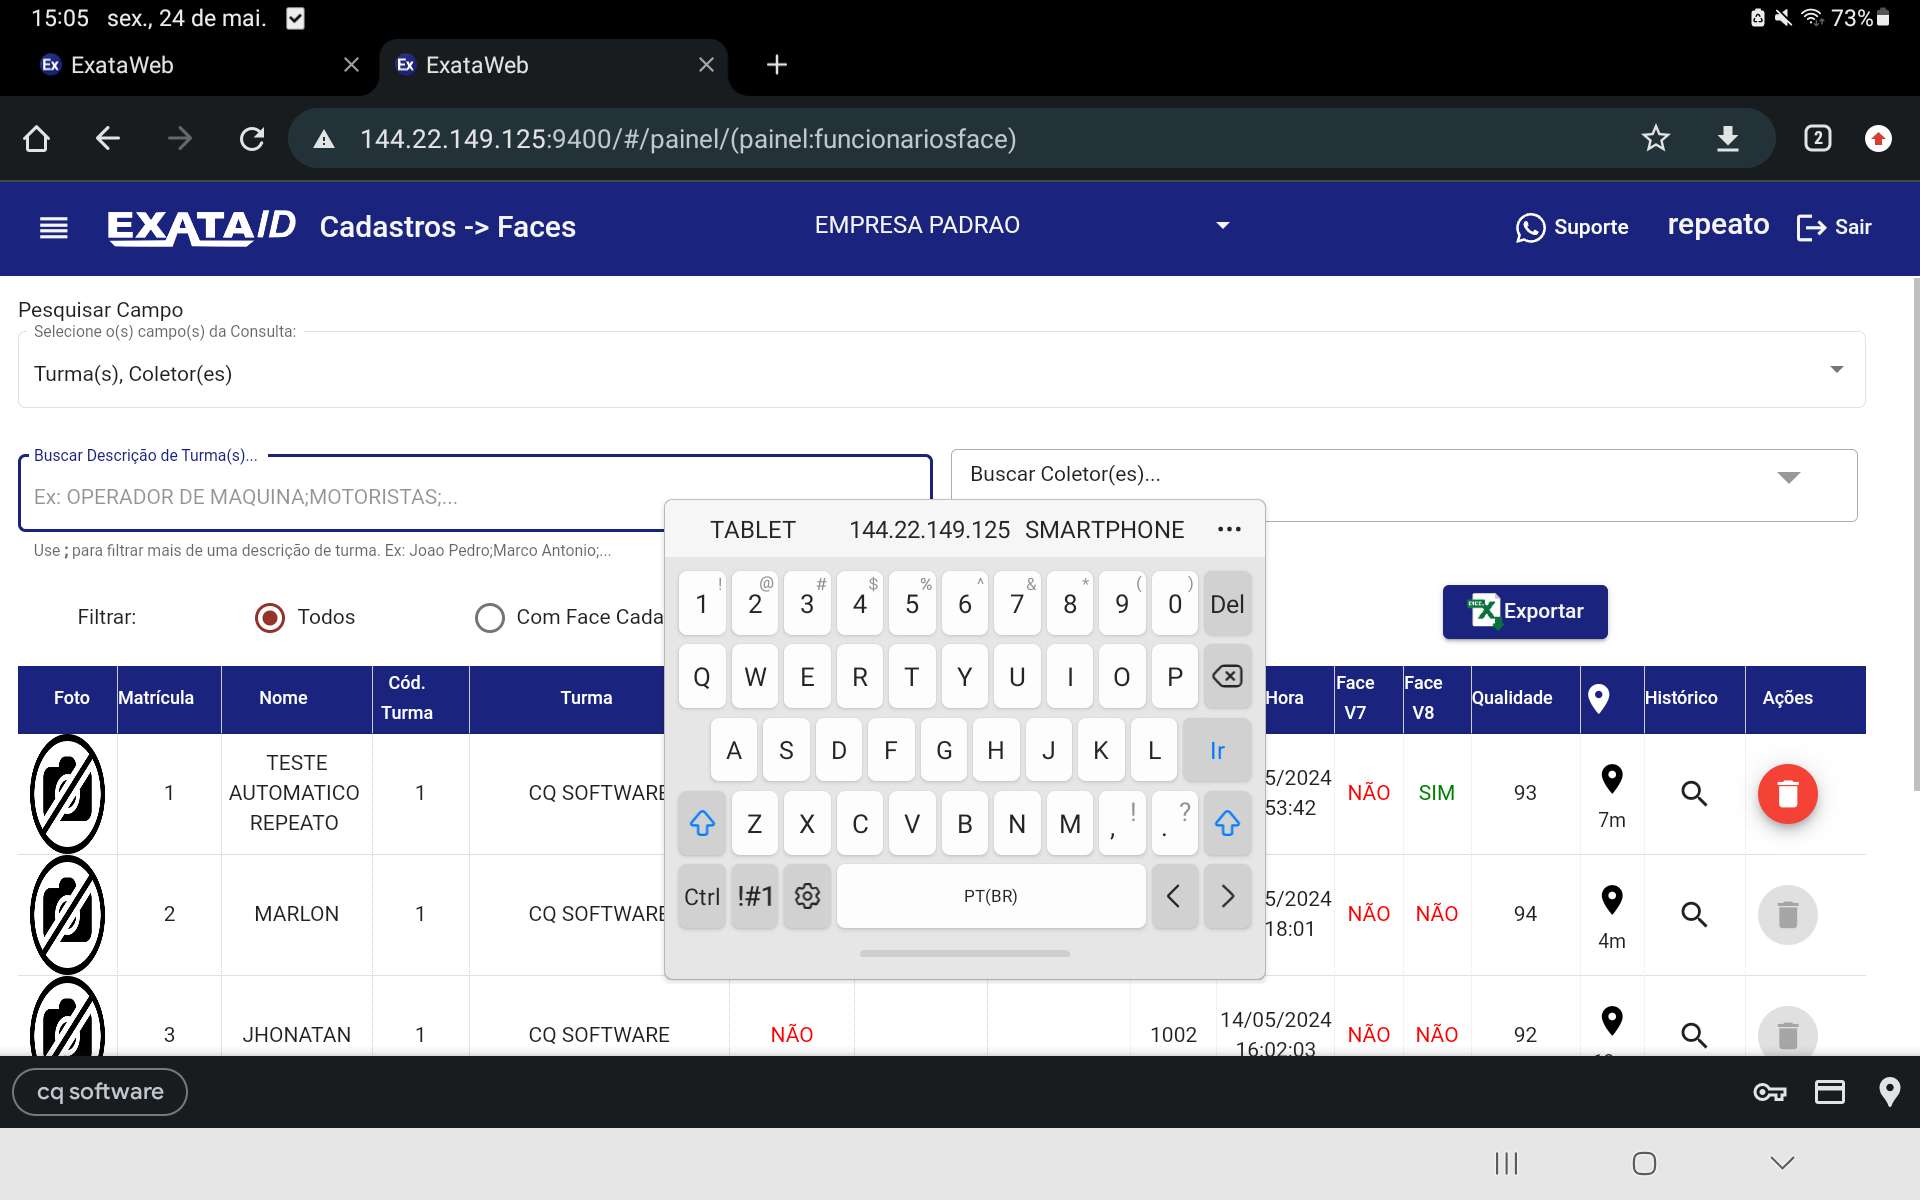 15:05 sex., 24 de mai. 73%
Ex ExataWeb
Ex ExataWeb
144.22.149.125:9400/#/painel/(painel:funcionariosface)
2
EXATA/ID Cadastros -> Faces EMPRESA PADRAO Suporte repeato Sair
Pesquisar Campo
Selecione o(s) campo(s) da Consulta:
Turma(s), Coletor(es)
Buscar Descrição de Turma(s)...
Ex: OPERADOR DE MAQUINA;MOTORISTAS;...
Buscar Coletor(es)...
Use ; para filtrar mais de uma descrição de turma. Ex: Joao Pedro;Marco Antonio;...
Filtrar: Todos Com Face Cada
Exportar
Foto Matrícula Nome Cód. Turma Turma Hora Face V7 Face V8 Qualidade Histórico Ações
1 TESTE AUTOMATICO REPEATO 1 CQ SOFTWARE 5/2024 53:42 NÃO SIM 93 7m
2 MARLON 1 CQ SOFTWARE 5/2024 18:01 NÃO NÃO 94 4m
3 JHONATAN 1 CQ SOFTWARE NÃO 1002 14/05/2024 16:02:03 NÃO NÃO 92
TABLET 144.22.149.125 SMARTPHONE ...
! @ # $ % ^ & * ( )
1 2 3 4 5 6 7 8 9 0 Del
Q W E R T Y U I O P
A S D F G H J K L Ir
Z X C V B N M , ! . ?
Ctrl !#1 PT(BR) < >
cq software